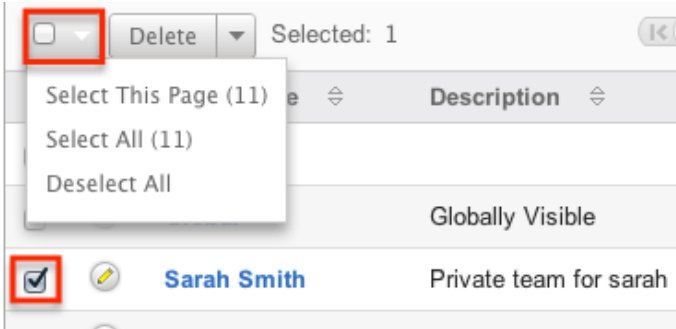 Delete Selected: 1
Select This Page (11)
e Description
Select All (11)
Deselect All
Globally Visible
Sarah Smith Private team for sarah